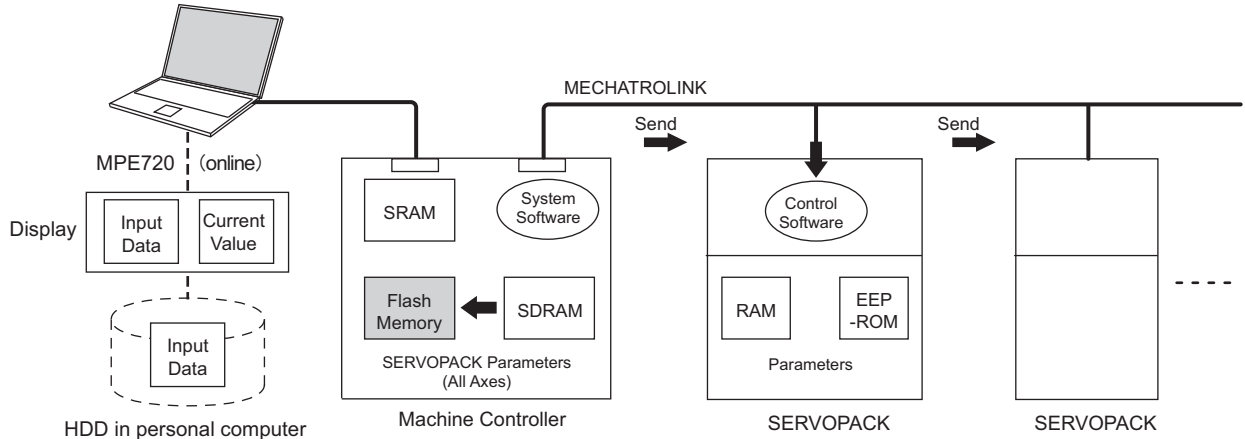 MECHATROLINK
Send
Send
MPE720 (online)
Display
Input
Data
Current
Value
Input
Data
HDD in personal computer
SRAM
System
Software
Flash
Memory
SDRAM
SERVOPACK Parameters
(All Axes)
Machine Controller
Control
Software
RAM
EEP
-ROM
Parameters
SERVOPACK
SERVOPACK